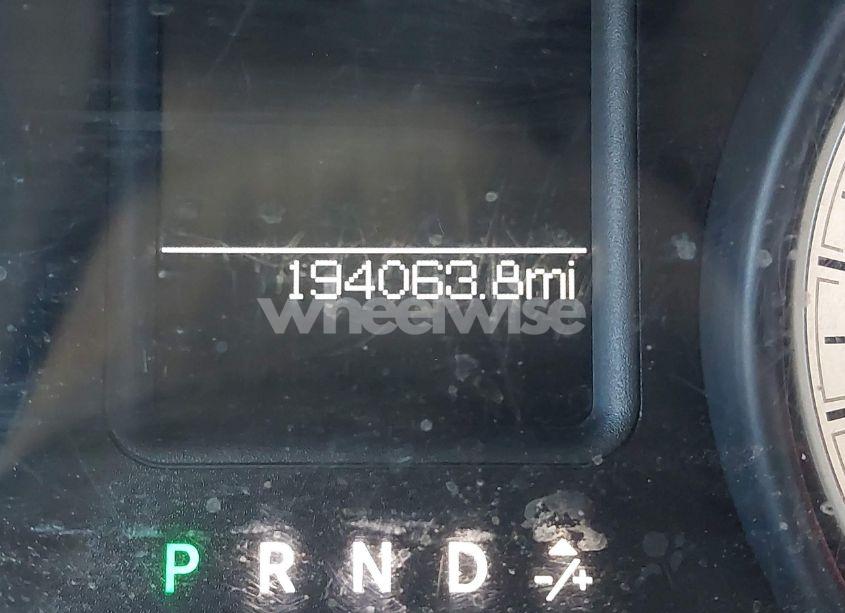 194063.8mi
wheelwise
P R N D -/+